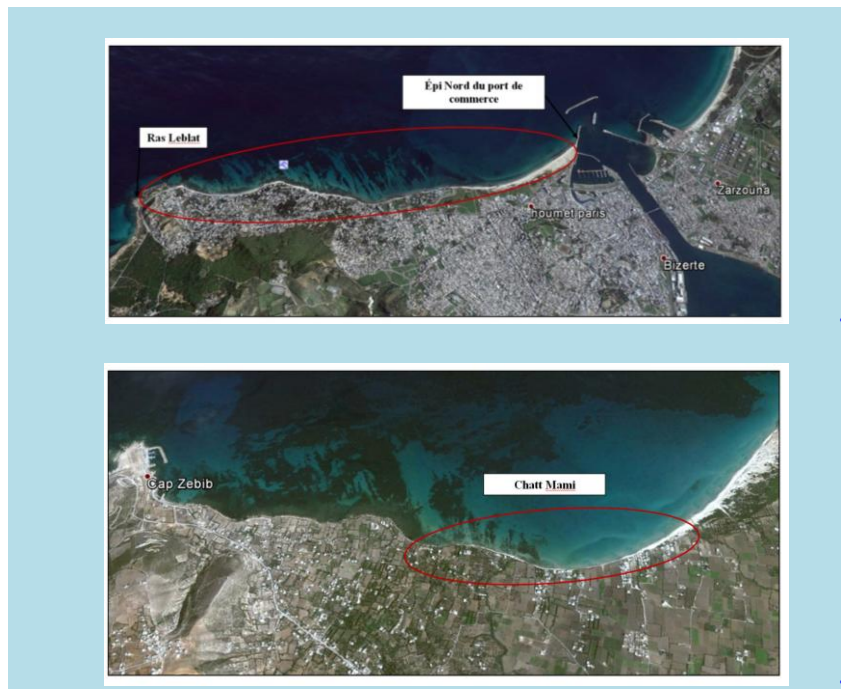 Épi Nord du port de
commerce
Ras Leblat
Zarzouna
houmet paris
Bizerte
Cap Zebib
Chatt Mami